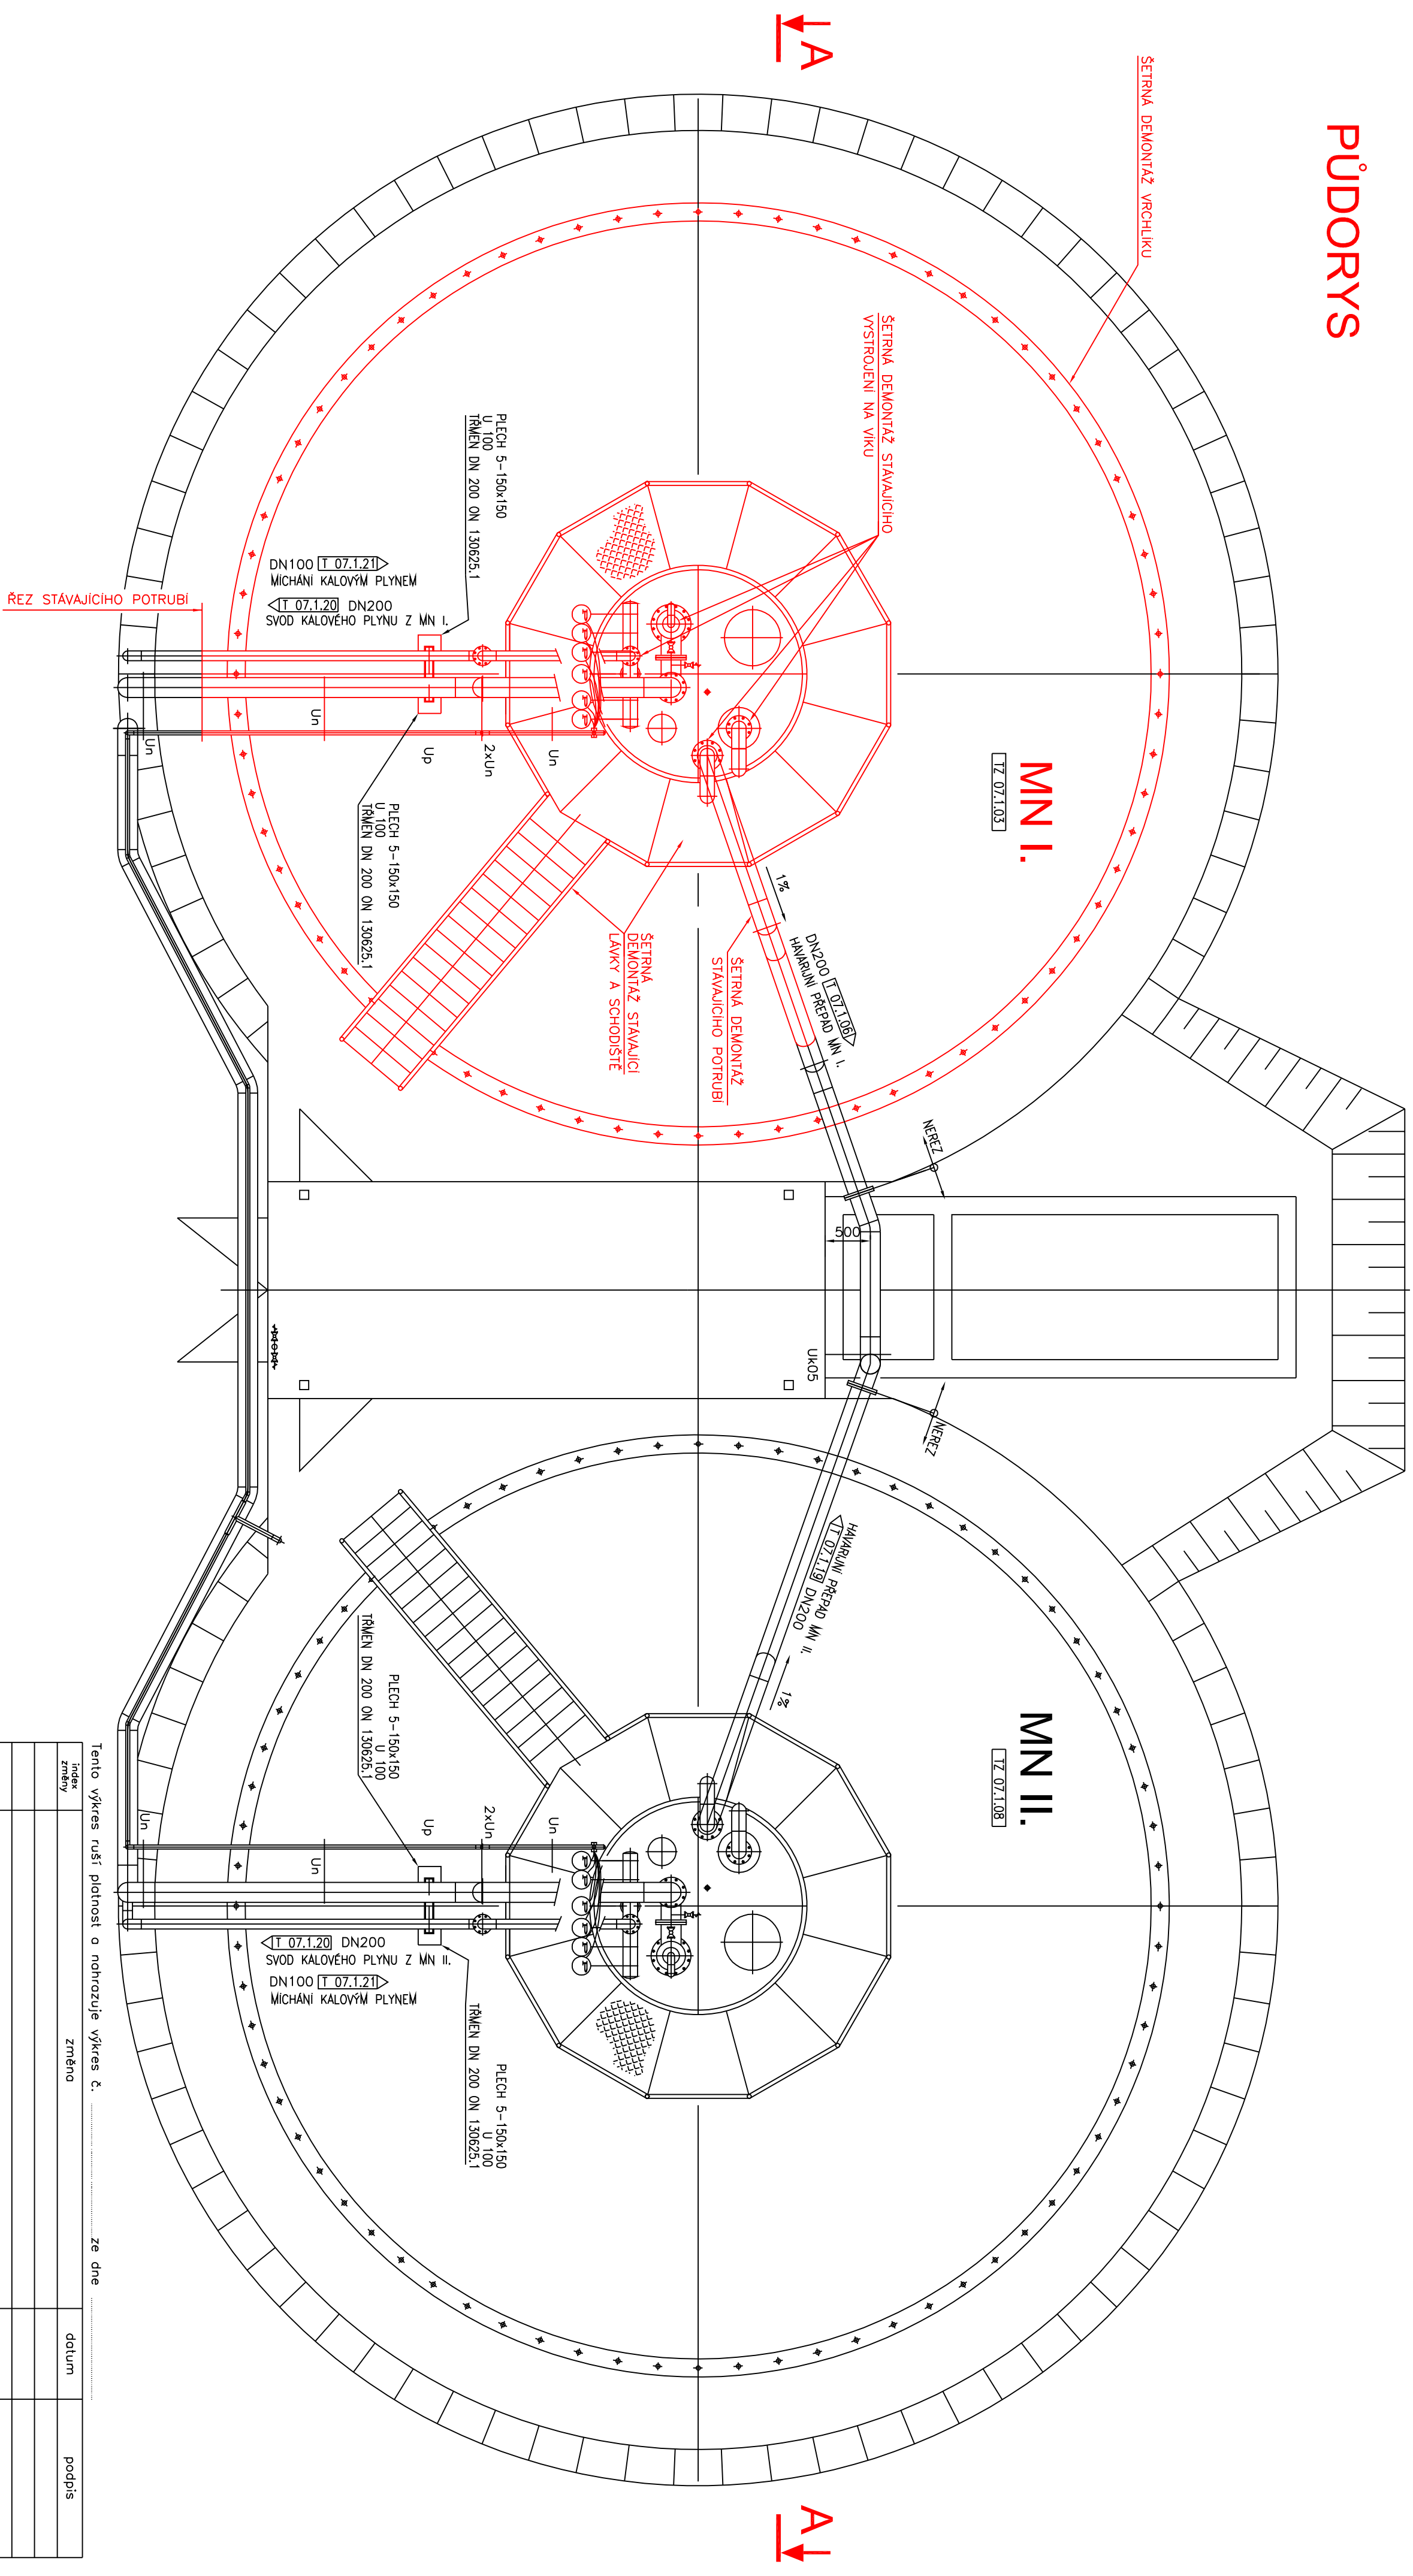 PŮDORYS
A
A
ŠETRNÁ DEMONTÁŽ VRCHLÍKU
ŠETRNÁ DEMONTÁŽ STÁVAJÍCÍHO
VYSTROJENÍ NA VÍKU
MN I.
TZ 07.1.03
PLECH 5-150x150
U 100
TŘMEN DN 200 ON 130625.1
DN100 T 07.1.21
MÍCHÁNÍ KALOVÝM PLYNEM
T 07.1.20 DN200
SVOD KALOVÉHO PLYNU Z MN I.
ŘEZ STÁVAJÍCÍHO POTRUBÍ
Un
Un
Up
2xUn
Un
PLECH 5-150x150
U 100
TŘMEN DN 200 ON 130625.1
1%
DN200 T 07.1.06
HAVARIJNÍ PŘEPAD MN I.
ŠETRNÁ DEMONTÁŽ
STÁVAJÍCÍHO POTRUBÍ
ŠETRNÁ
DEMONTÁŽ STÁVAJÍCÍ
LÁVKY A SCHODIŠTĚ
NEREZ
500
Uk05
NEREZ
HAVARIJNÍ PŘEPAD MN II.
T 07.1.19 DN200
1%
MN II.
TZ 07.1.08
PLECH 5-150x150
U 100
TŘMEN DN 200 ON 130625.1
Un
Un
Up
2xUn
Un
T 07.1.20 DN200
SVOD KALOVÉHO PLYNU Z MN II.
DN100 T 07.1.21
MÍCHÁNÍ KALOVÝM PLYNEM
PLECH 5-150x150
U 100
TŘMEN DN 200 ON 130625.1
Tento výkres ruší platnost a nahrazuje výkres č. ze dne
index změny
změna
datum
podpis